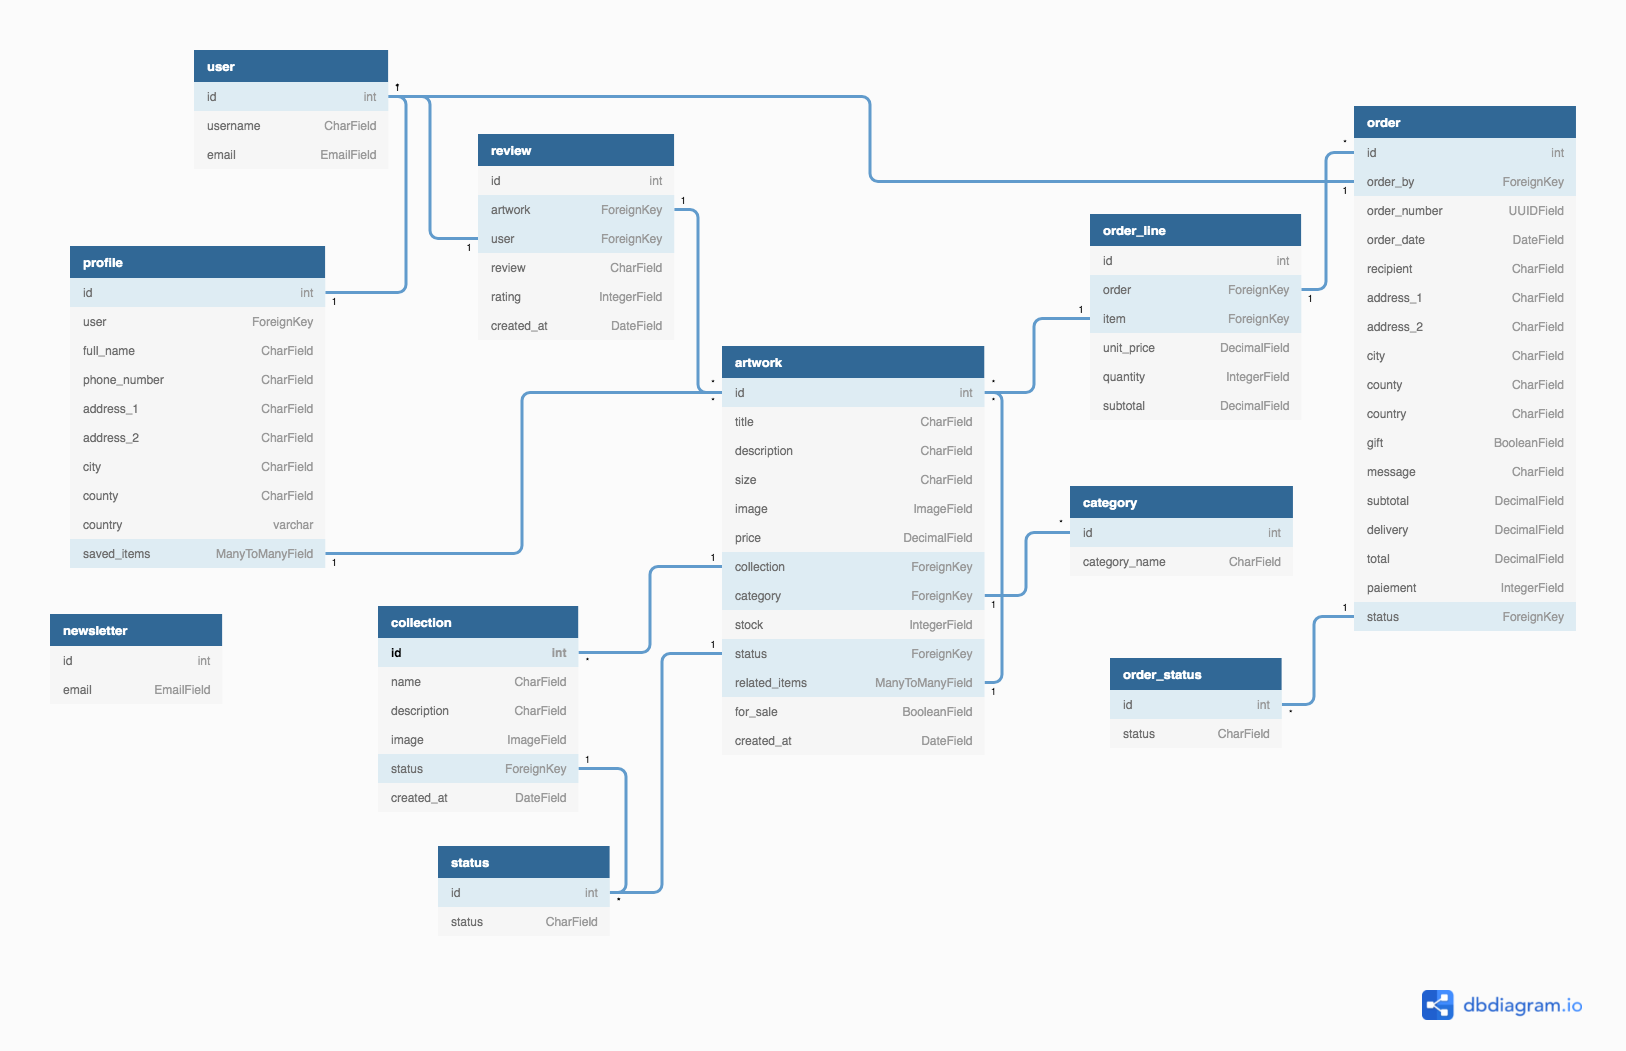 user
id int
username CharField
email EmailField
1
*
review
id int
artwork ForeignKey
user ForeignKey
review CharField
rating IntegerField
created_at DateField
1
1
profile
id int
user ForeignKey
full_name CharField
phone_number CharField
address_1 CharField
address_2 CharField
city CharField
county CharField
country varchar
saved_items ManyToManyField
1
1
newsletter
id int
email EmailField
collection
id int
name CharField
description CharField
image ImageField
status ForeignKey
created_at DateField
*
1
status
id int
status CharField
*
artwork
id int
title CharField
description CharField
size CharField
image ImageField
price DecimalField
collection ForeignKey
category ForeignKey
stock IntegerField
status ForeignKey
related_items ManyToManyField
for_sale BooleanField
created_at DateField
*
*
*
*
1
1
1
1
order_line
id int
order ForeignKey
item ForeignKey
unit_price DecimalField
quantity IntegerField
subtotal DecimalField
1
1
category
id int
category_name CharField
*
order_status
id int
status CharField
*
order
id int
order_by ForeignKey
order_number UUIDField
order_date DateField
recipient CharField
address_1 CharField
address_2 CharField
city CharField
county CharField
country CharField
gift BooleanField
message CharField
subtotal DecimalField
delivery DecimalField
total DecimalField
paiement IntegerField
status ForeignKey
*
1
1
dbdiagram.io